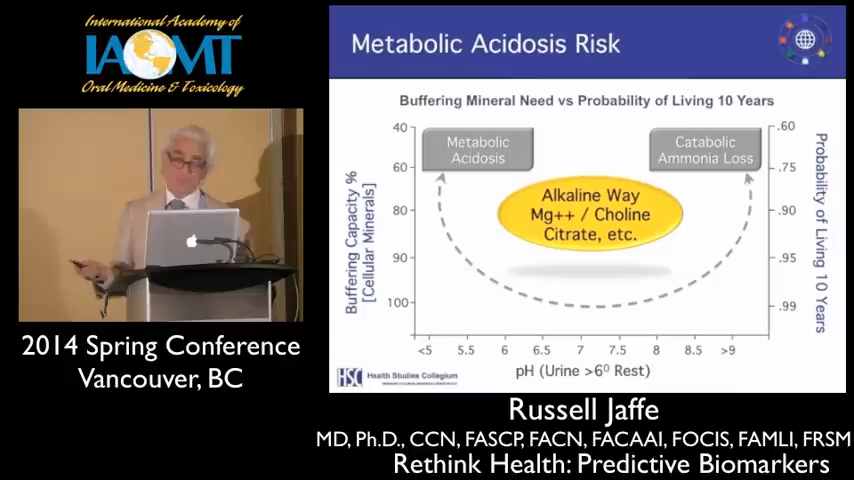 International Academy of
IAOMT
Oral Medicine & Toxicology
2014 Spring Conference
Vancouver, BC
Metabolic Acidosis Risk
Buffering Mineral Need vs Probability of Living 10 Years
Buffering Capacity %
[Cellular Minerals]
40
60
80
90
100
Metabolic
Acidosis
Catabolic
Ammonia Loss
Alkaline Way
Mg++ / Choline
Citrate, etc.
.60
.75
.90
.95
.99
Probability of Living 10 Years
<5 5.5 6 6.5 7 7.5 8 8.5 >9
pH (Urine >6⁰ Rest)
HSC Health Studies Collegium
Russell Jaffe
MD, Ph.D., CCN, FASCP, FACN, FACAAI, FOCIS, FAMLI, FRSM
Rethink Health: Predictive Biomarkers